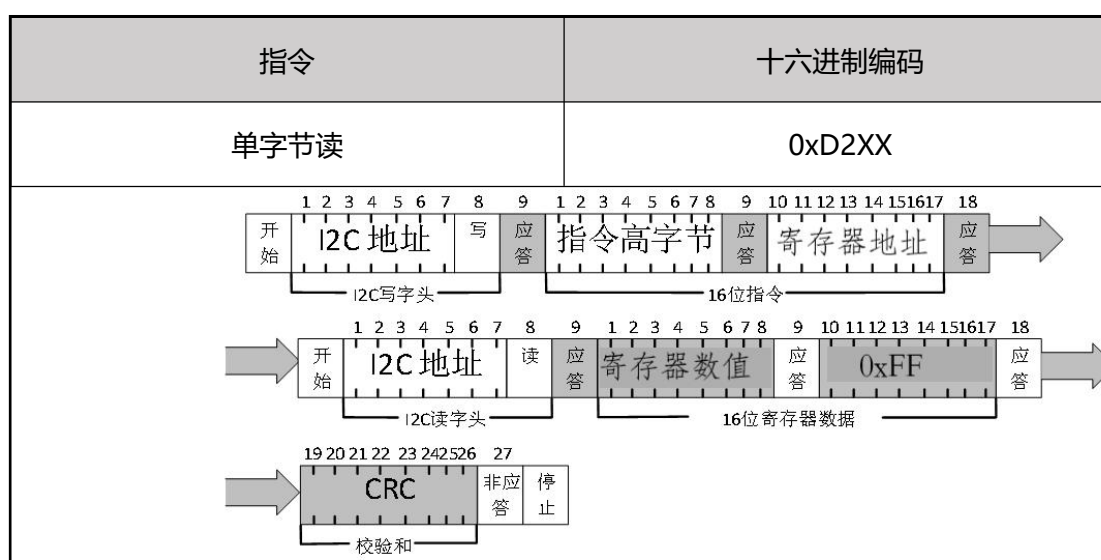 指令 十六进制编码
单字节读 0xD2XX
1 2 3 4 5 6 7 8 9 1 2 3 4 5 6 7 8 9 10 11 12 13 14 15 16 17 18
开始 I2C 地址 写 应答 指令高字节 应答 寄存器地址 应答
I2C写字头 16位指令
1 2 3 4 5 6 7 8 9 1 2 3 4 5 6 7 8 9 10 11 12 13 14 15 16 17 18
开始 I2C 地址 读 应答 寄存器数值 应答 0xFF 应答
I2C读字头 16位寄存器数据
19 20 21 22 23 24 25 26 27
CRC 非应答 停止
校验和